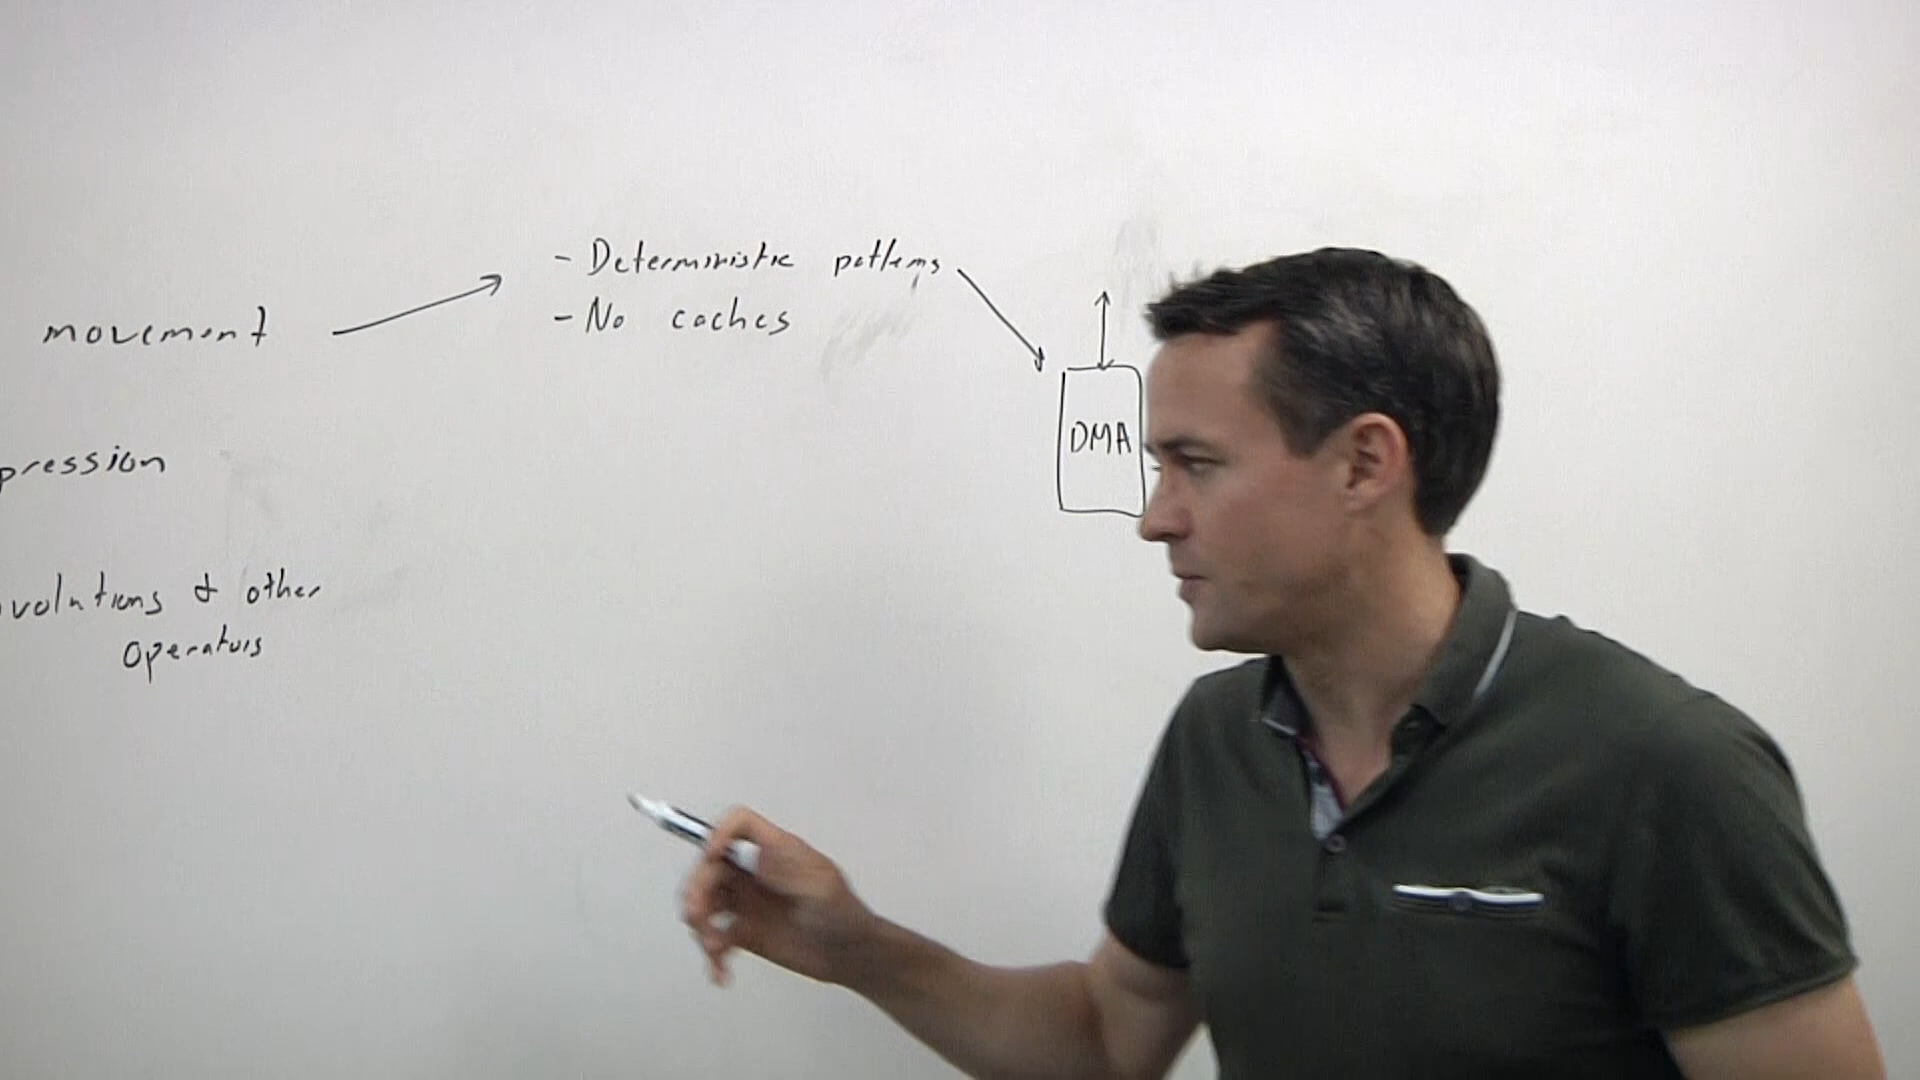 movement
- Deterministic patterns
- No caches
DMA
pression
volutions & other
operators